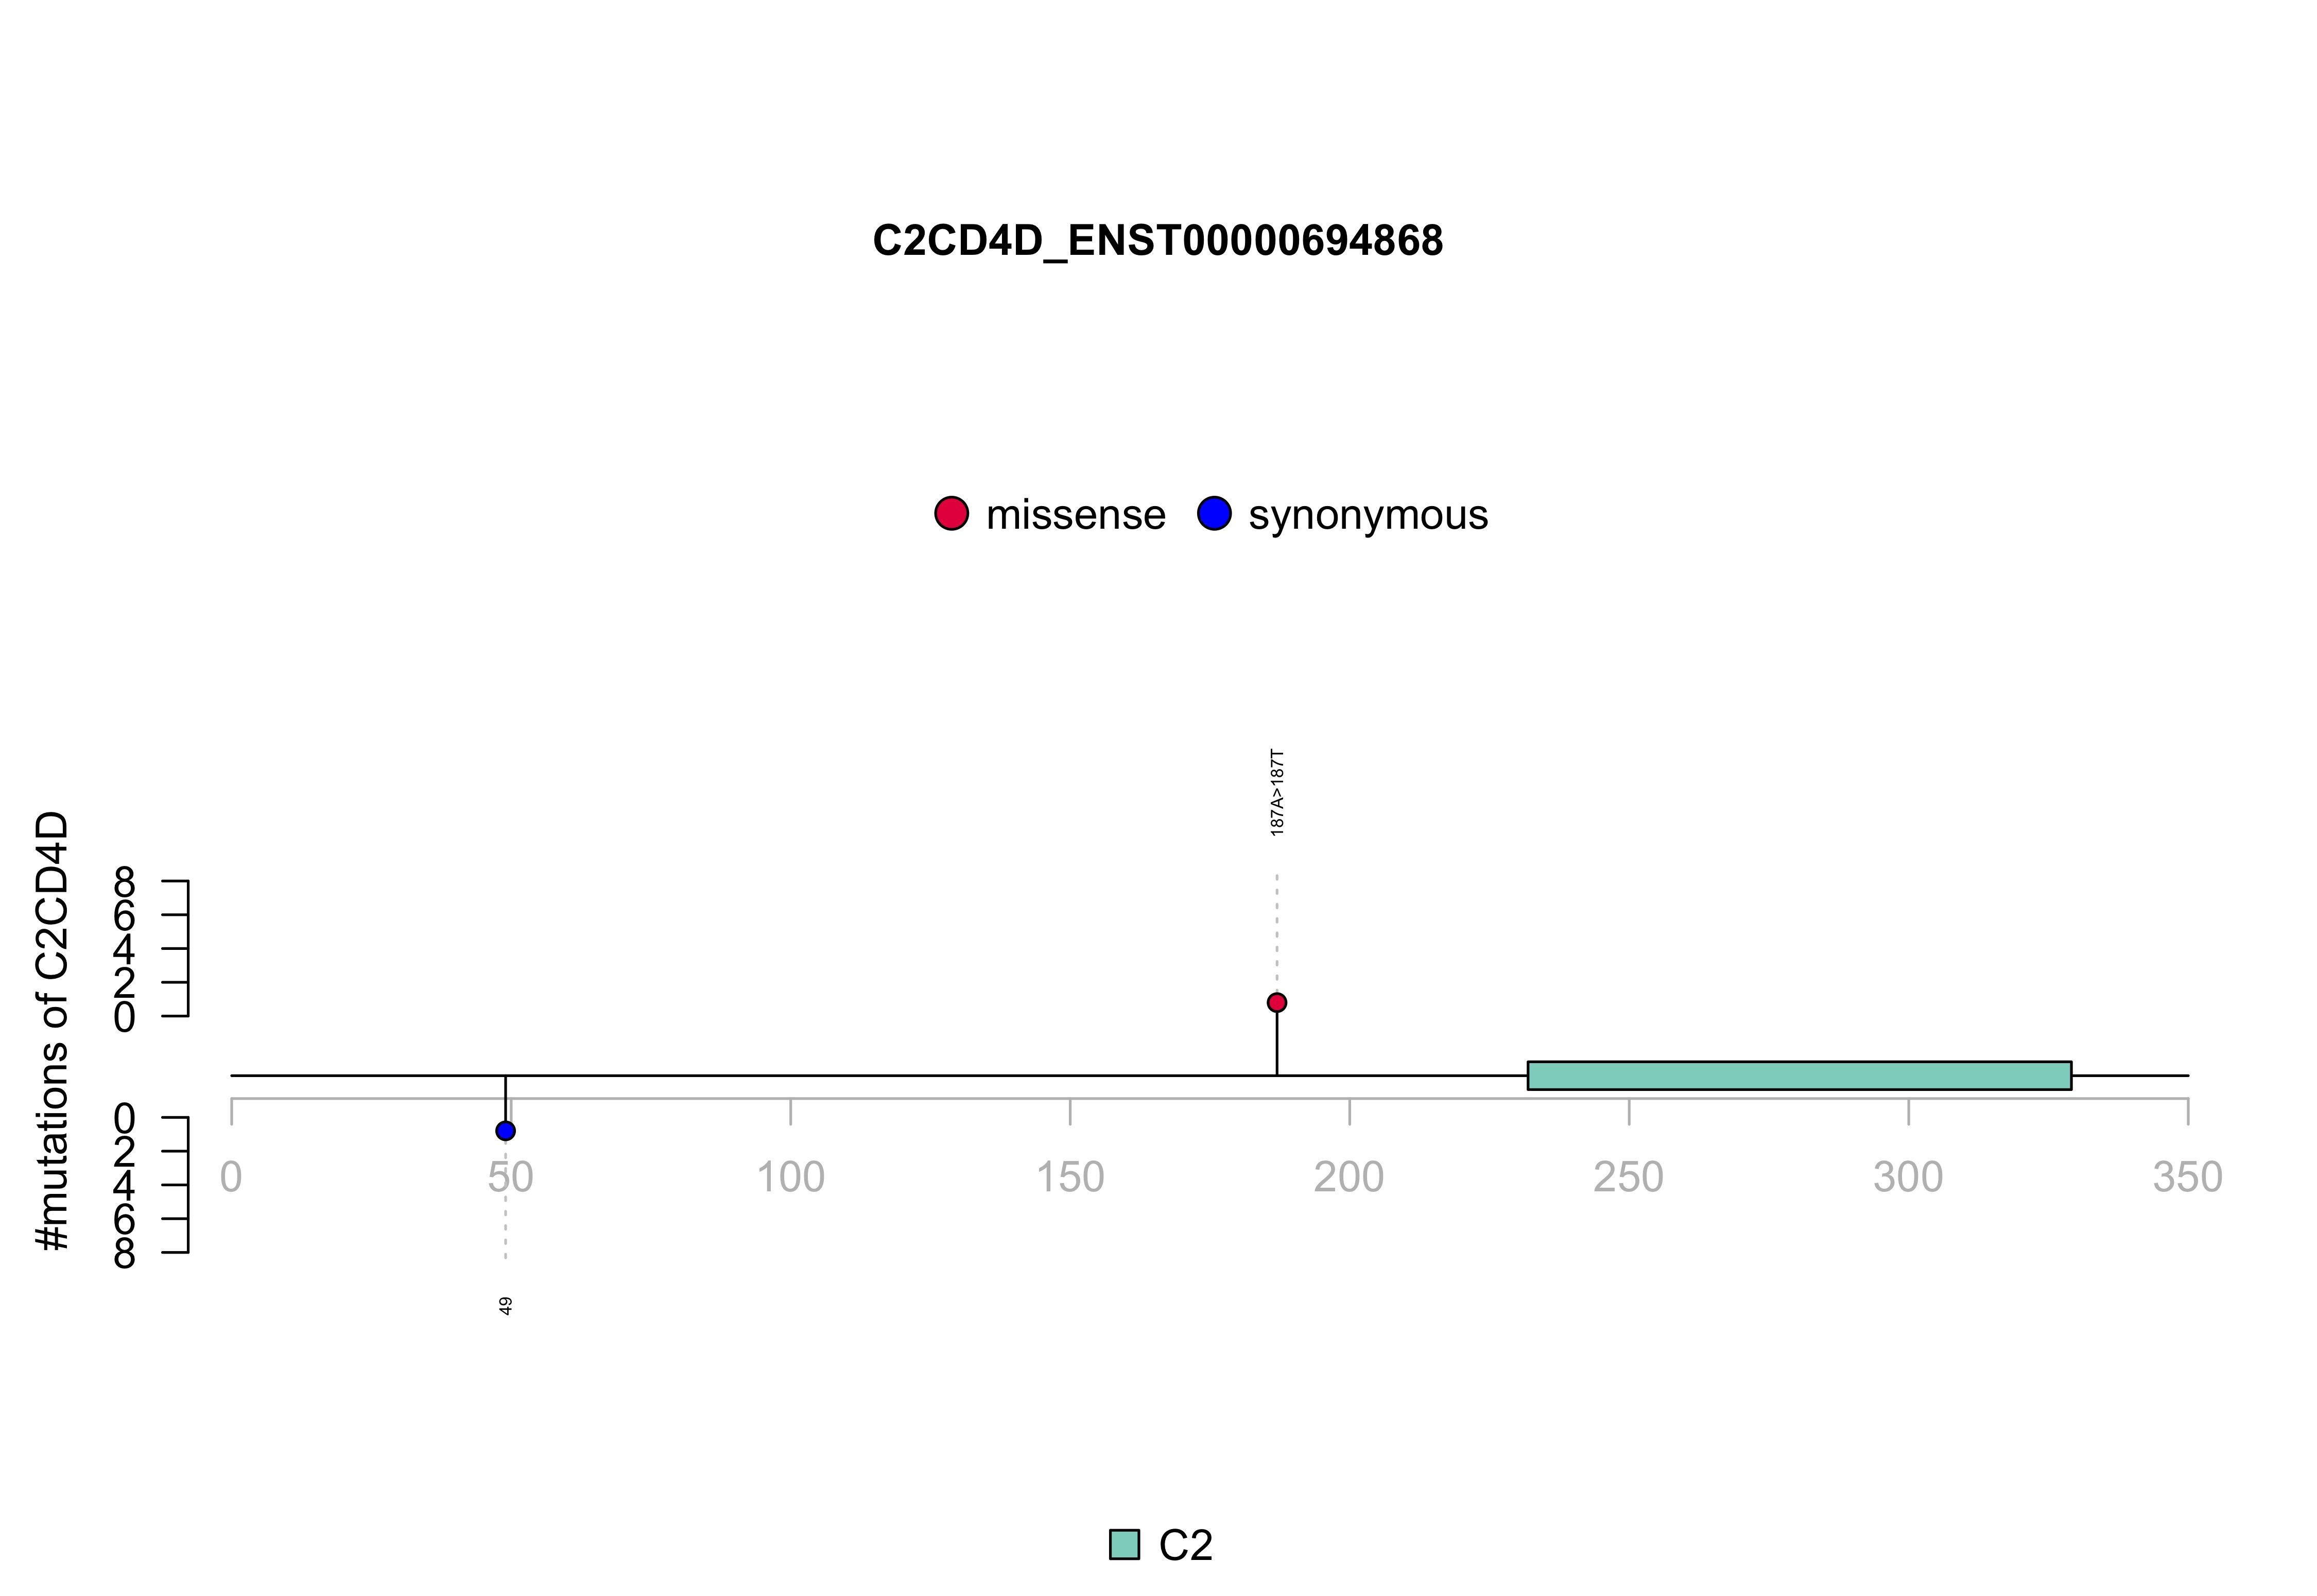 C2CD4D_ENST00000694868
missense
synonymous
187A>187T
#mutations of C2CD4D
8
6
4
2
0
0
2
4
6
8
0 50 100 150 200 250 300 350
49
C2